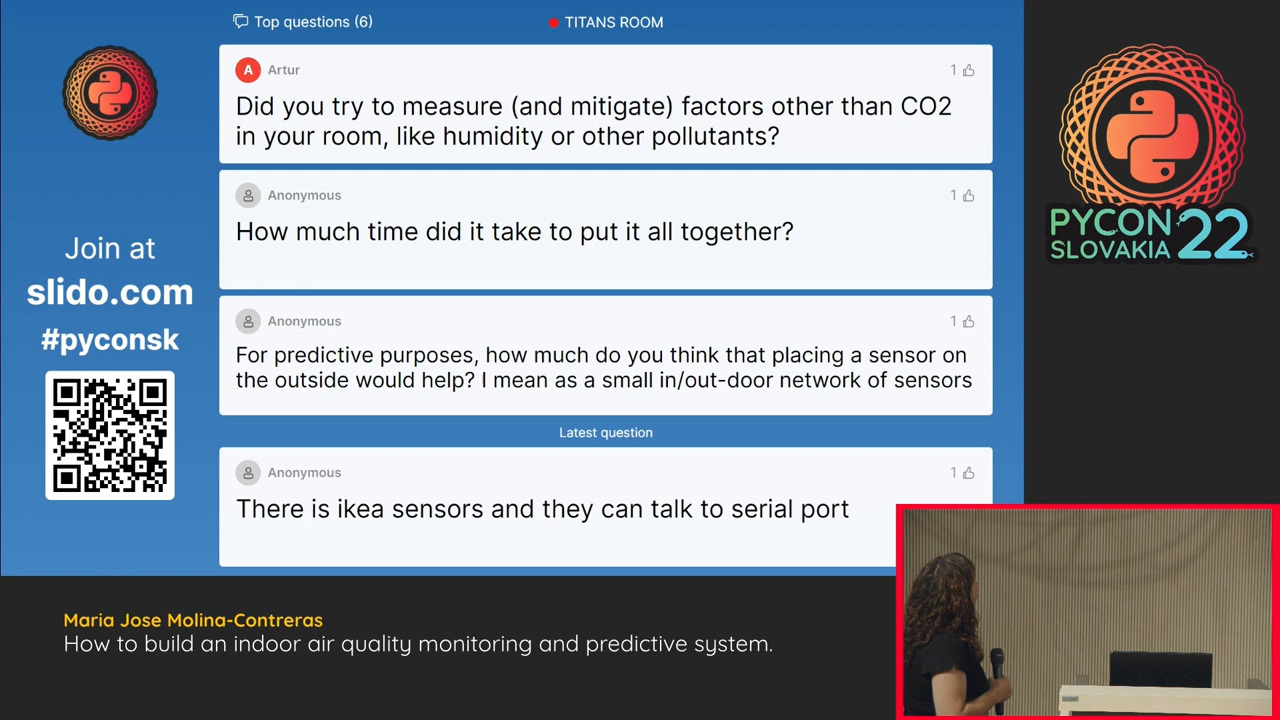 Top questions (6)
TITANS ROOM
A
Artur
1
Did you try to measure (and mitigate) factors other than CO2
in your room, like humidity or other pollutants?
Anonymous
1
How much time did it take to put it all together?
Anonymous
1
For predictive purposes, how much do you think that placing a sensor on
the outside would help? I mean as a small in/out-door network of sensors
Latest question
Anonymous
1
There is ikea sensors and they can talk to serial port
Join at
slido.com
#pyconsk
PYCON
SLOVAKIA
22
Maria Jose Molina-Contreras
How to build an indoor air quality monitoring and predictive system.